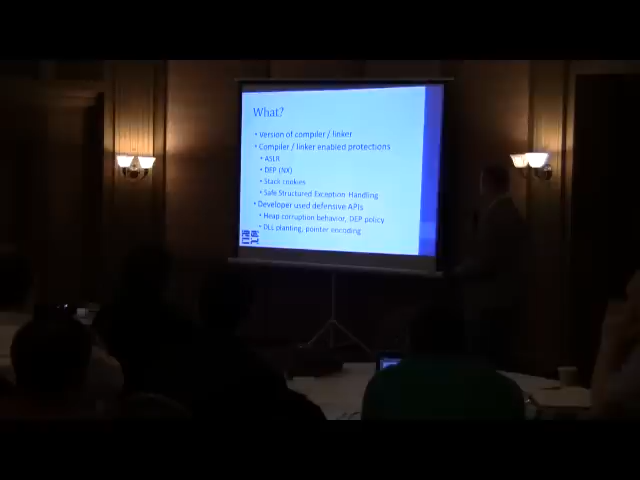 What?
• Version of compiler / linker
• Compiler / linker enabled protections
• ASLR
• DEP (NX)
• Stack cookies
• Safe Structured Exception Handling
• Developer used defensive APIs
• Heap corruption behavior, DEP policy
• DLL planting, pointer encoding